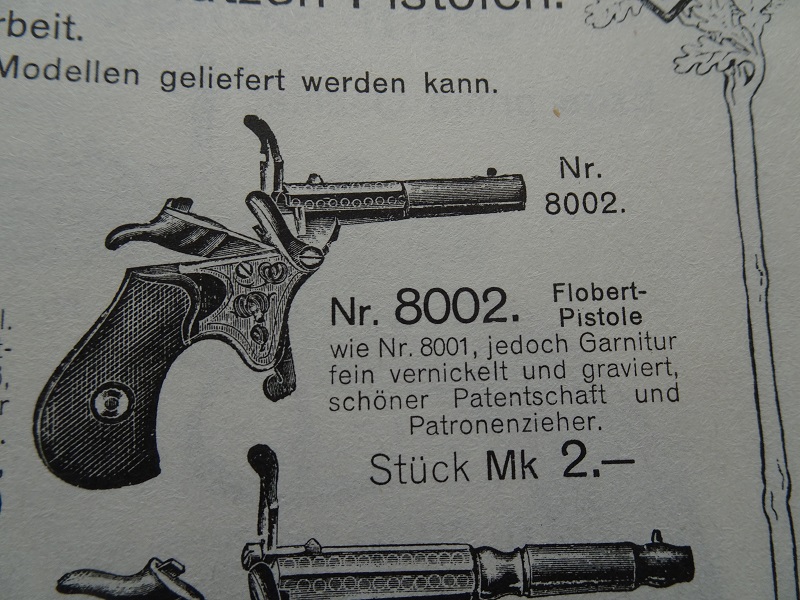 Pistolen.
Modellen geliefert werden kann.
Nr.
8002.
Nr. 8002. Flobert-
Pistole
wie Nr. 8001, jedoch Garnitur
fein vernickelt und graviert,
schöner Patentschaft und
Patronenzieher.
Stück Mk 2.—